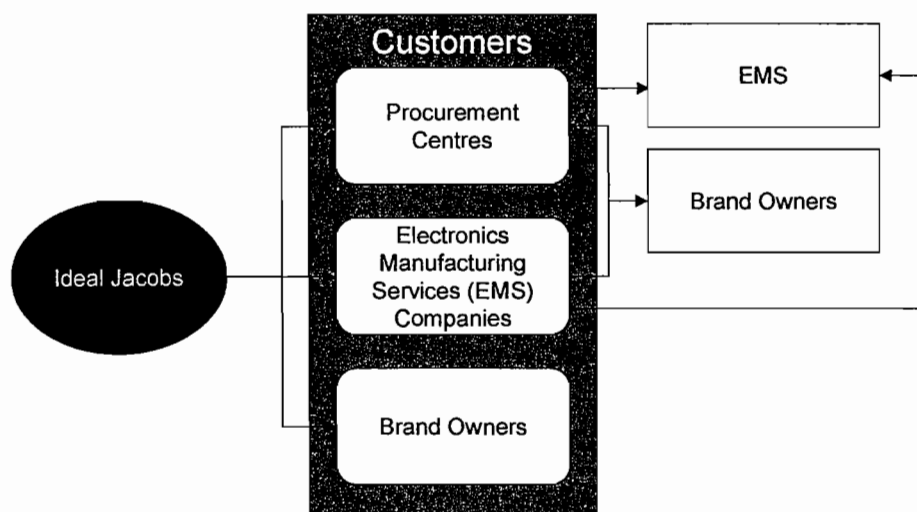 Customers
Procurement
Centres
EMS
Brand Owners
Ideal Jacobs
Electronics
Manufacturing
Services (EMS)
Companies
Brand Owners